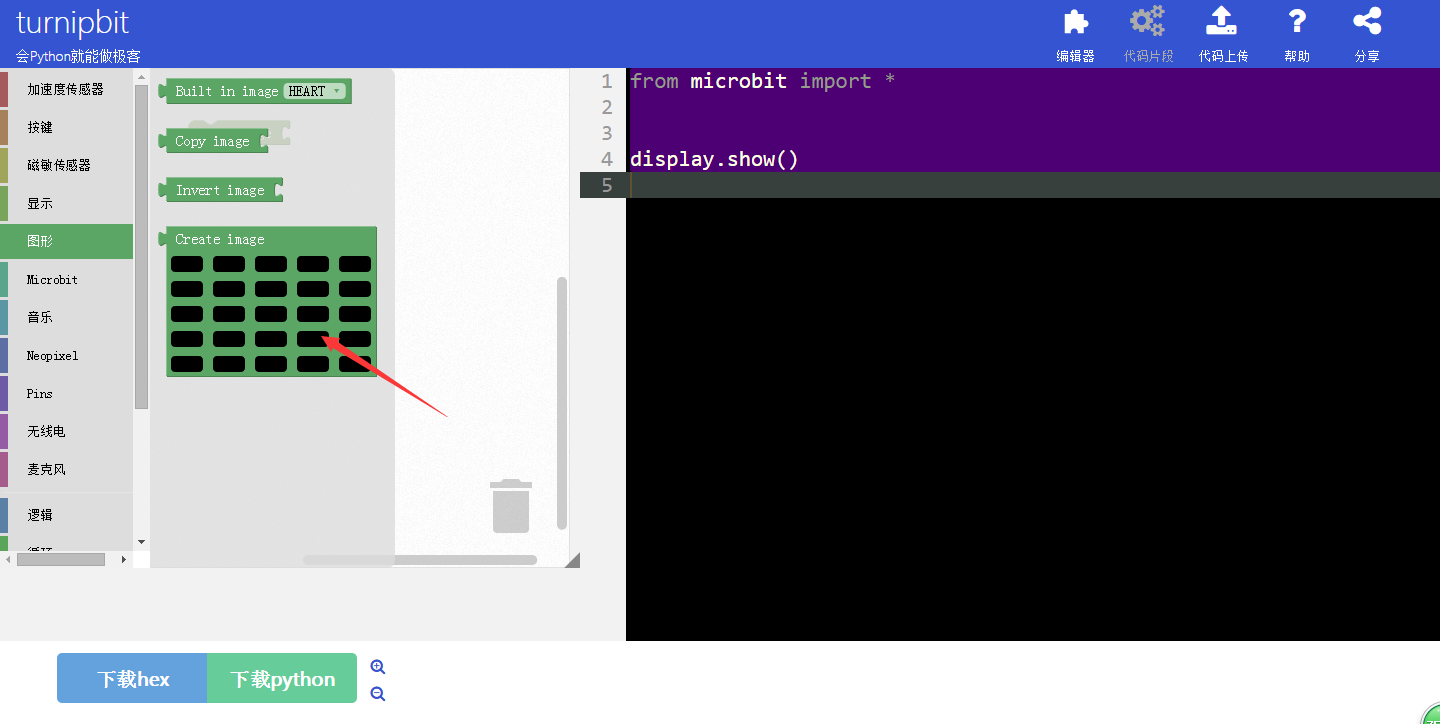 turnipbit
会Python就能做极客
编辑器
代码片段
代码上传
帮助
分享
加速度传感器
按键
磁敏传感器
显示
图形
Microbit
音乐
Neopixel
Pins
无线电
麦克风
逻辑
循环
Built in image HEART
Copy image
Invert image
Create image
1 from microbit import *
2
3
4 display.show()
5
下载hex
下载python